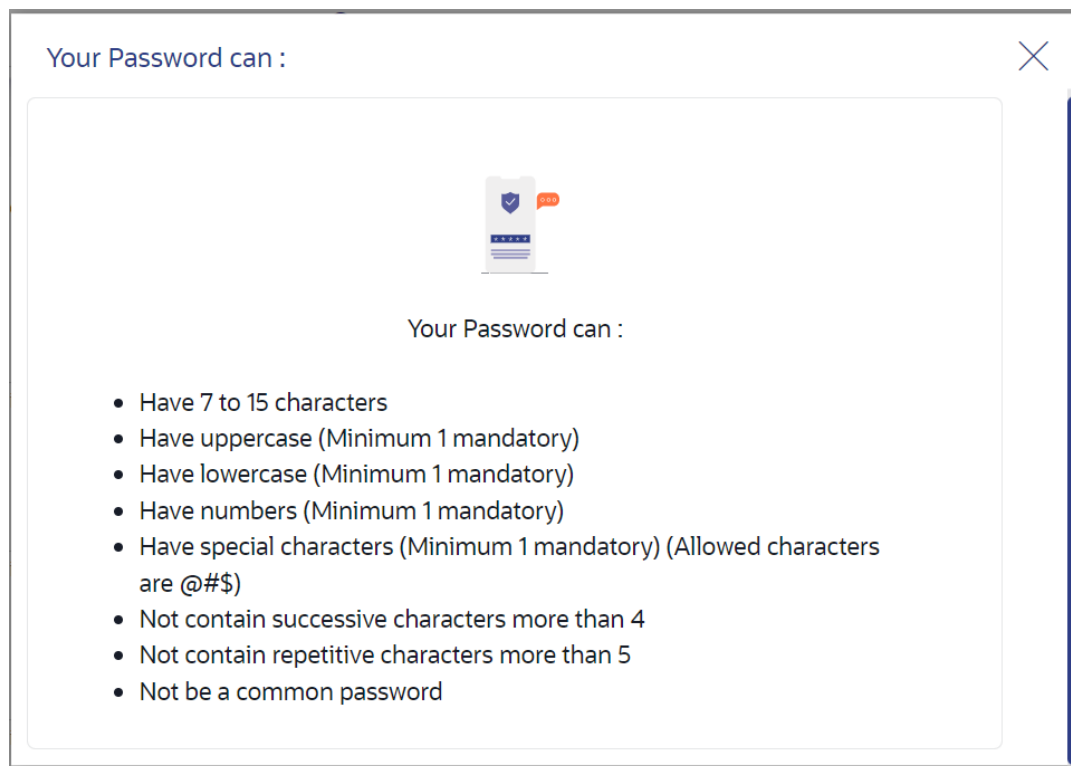 Your Password can :
Your Password can :
• Have 7 to 15 characters
• Have uppercase (Minimum 1 mandatory)
• Have lowercase (Minimum 1 mandatory)
• Have numbers (Minimum 1 mandatory)
• Have special characters (Minimum 1 mandatory) (Allowed characters
are @#$)
• Not contain successive characters more than 4
• Not contain repetitive characters more than 5
• Not be a common password